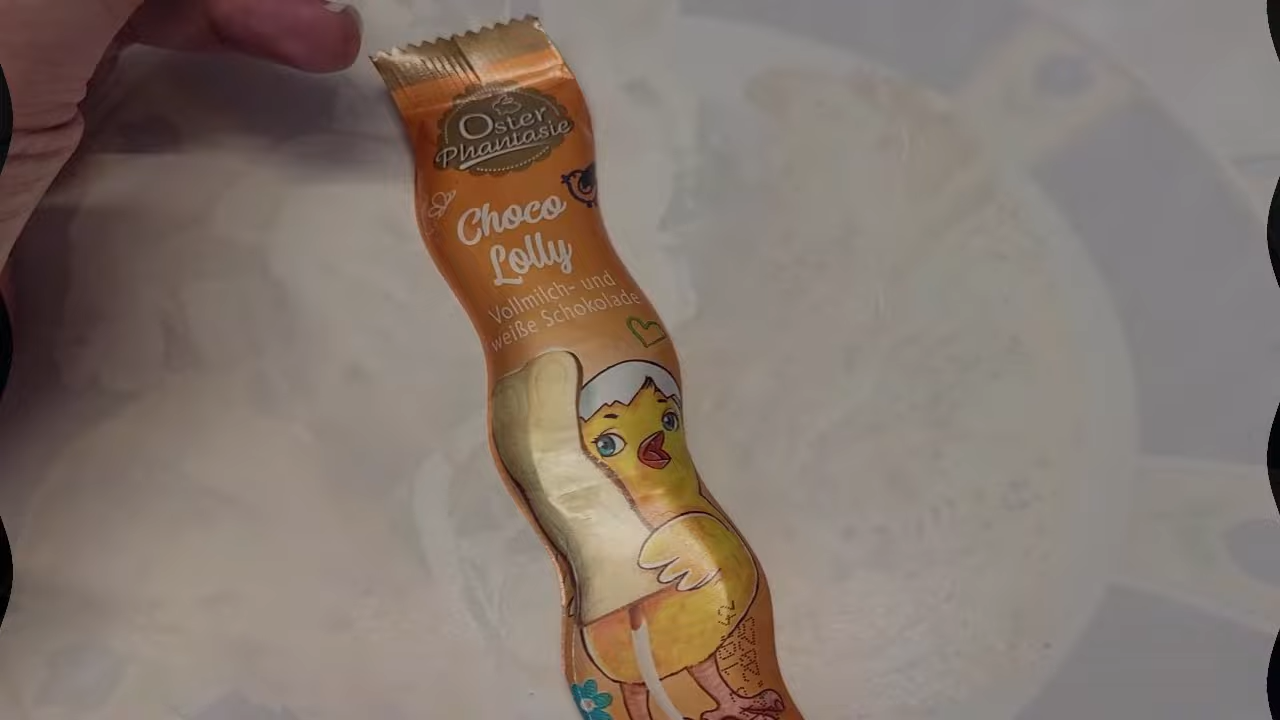 Oster
Phantasie
Choco
Lolly
Vollmilch- und
weiße Schokolade